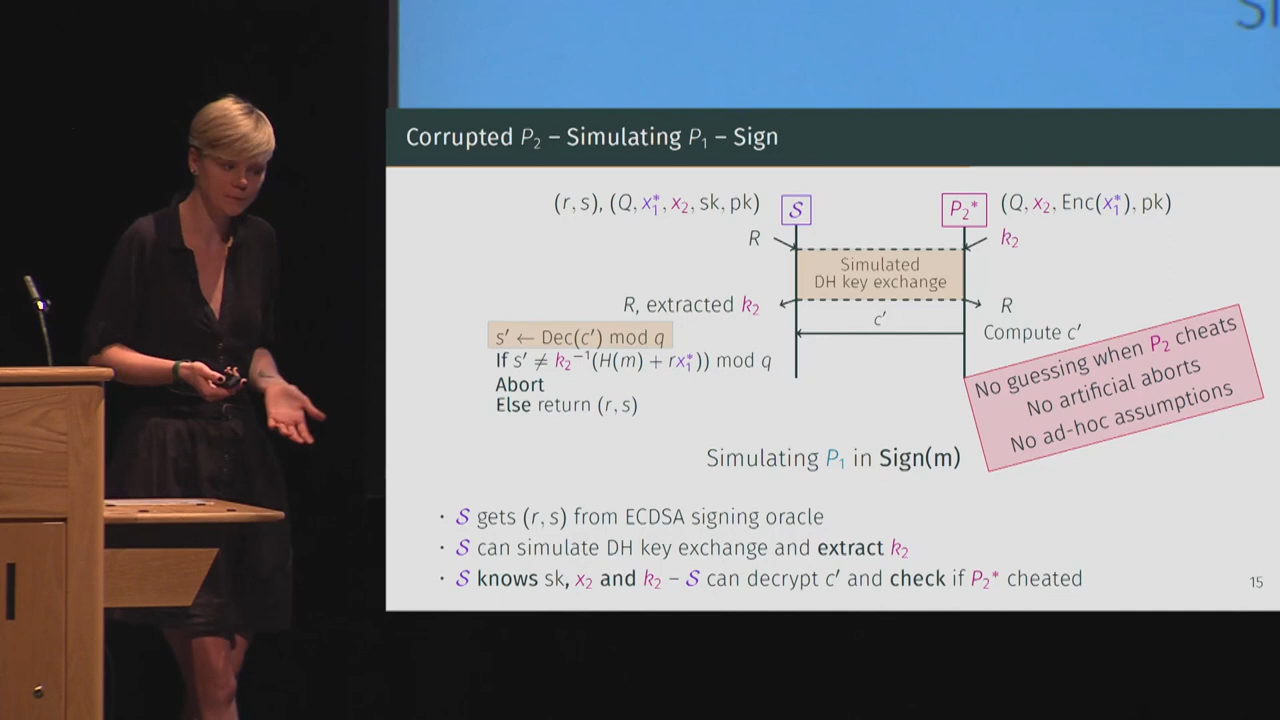 Corrupted P₂ – Simulating P₁ – Sign
(r, s), (Q, x₁*, x₂, sk, pk) S P₂* (Q, x₂, Enc(x₁*), pk)
R k₂
Simulated
DH key exchange
R, extracted k₂ R
c′ Compute c′
s′ ← Dec(c′) mod q
If s′ ≠ k₂⁻¹(H(m) + rx₁*)) mod q
Abort
Else return (r, s)
No guessing when P₂ cheats
No artificial aborts
No ad-hoc assumptions
Simulating P₁ in Sign(m)
· S gets (r, s) from ECDSA signing oracle
· S can simulate DH key exchange and extract k₂
· S knows sk, x₂ and k₂ – S can decrypt c′ and check if P₂* cheated
15